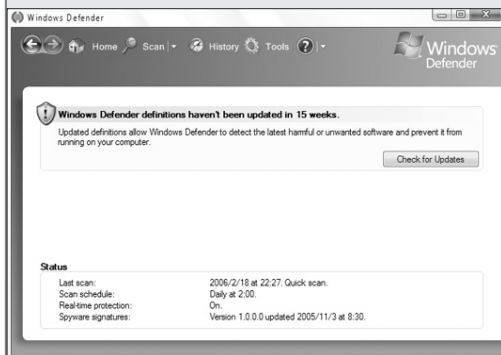 Windows Defender
Home Scan History Tools
Windows
Defender
Windows Defender definitions haven't been updated in 15 weeks.
Updated definitions allow Windows Defender to detect the latest harmful or unwanted software and prevent it from
running on your computer.
Check for Updates
Status
Last scan: 2006/2/18 at 22:27. Quick scan.
Scan schedule: Daily at 2:00.
Real-time protection: On.
Spyware signatures: Version 1.0.0.0 updated 2005/11/3 at 8:30.